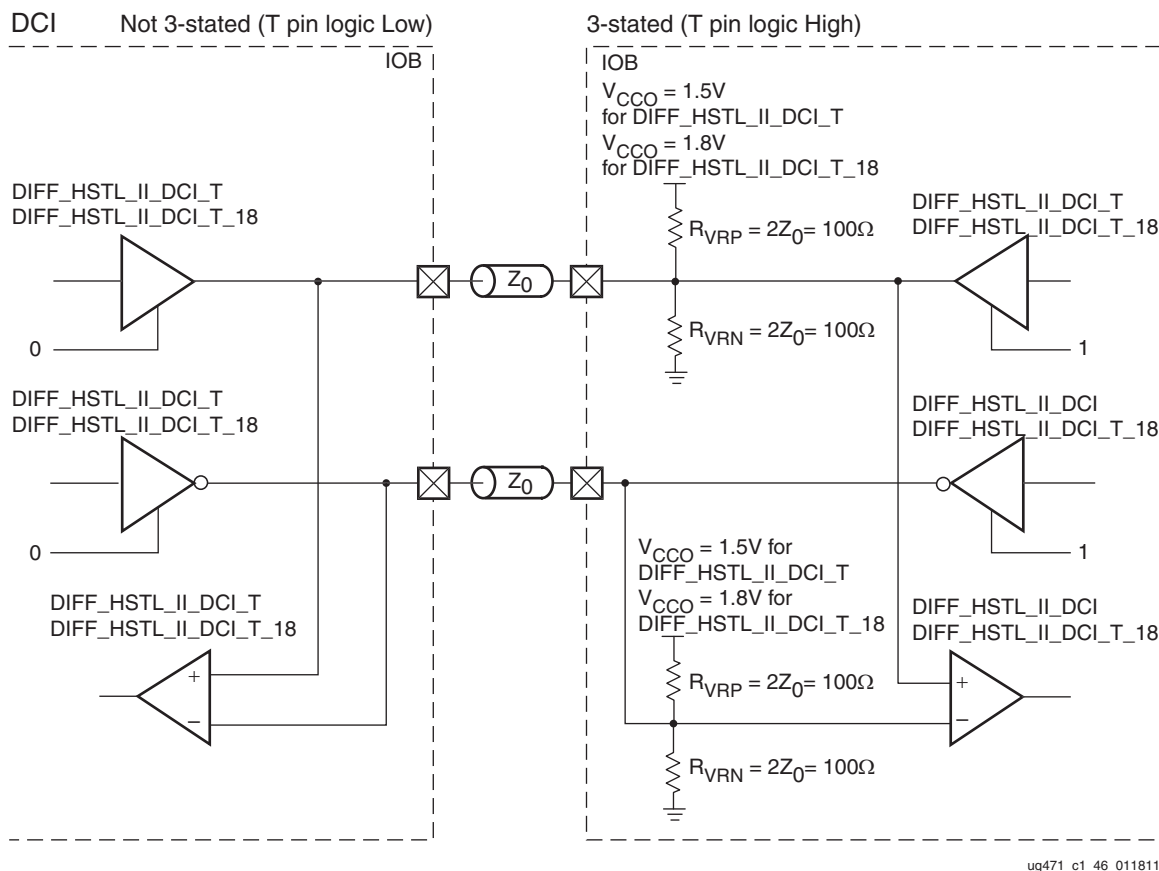 DCI
Not 3-stated (T pin logic Low)
3-stated (T pin logic High)
IOB
IOB
VCCO = 1.5V
for DIFF_HSTL_II_DCI_T
VCCO = 1.8V
for DIFF_HSTL_II_DCI_T_18
DIFF_HSTL_II_DCI_T
DIFF_HSTL_II_DCI_T_18
DIFF_HSTL_II_DCI_T
DIFF_HSTL_II_DCI_T_18
RVRP = 2Z0= 100Ω
Z0
RVRN = 2Z0= 100Ω
0
1
DIFF_HSTL_II_DCI_T
DIFF_HSTL_II_DCI_T_18
DIFF_HSTL_II_DCI
DIFF_HSTL_II_DCI_T_18
Z0
0
1
VCCO = 1.5V for
DIFF_HSTL_II_DCI_T
VCCO = 1.8V for
DIFF_HSTL_II_DCI_T_18
DIFF_HSTL_II_DCI_T
DIFF_HSTL_II_DCI_T_18
DIFF_HSTL_II_DCI
DIFF_HSTL_II_DCI_T_18
+
−
RVRP = 2Z0= 100Ω
+
−
RVRN = 2Z0= 100Ω
ug471_c1_46_011811